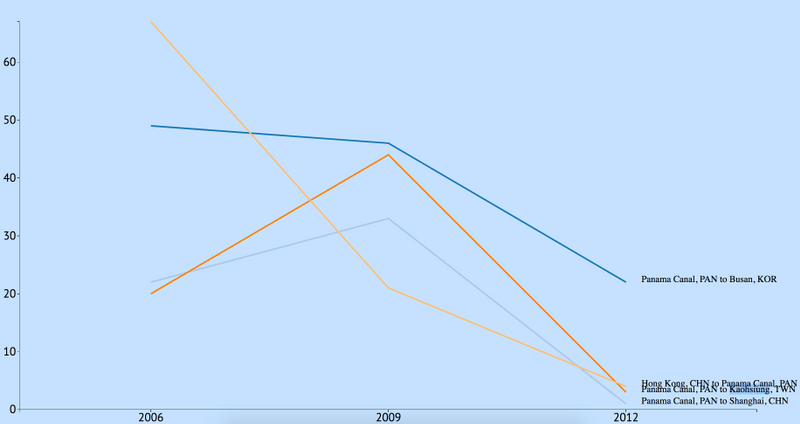 60
50
40
30
20
10
0
2006
2009
2012
Panama Canal, PAN to Busan, KOR
Hong Kong, CHN to Panama Canal, PAN
Panama Canal, PAN to Kaohsiung, TWN
Panama Canal, PAN to Shanghai, CHN